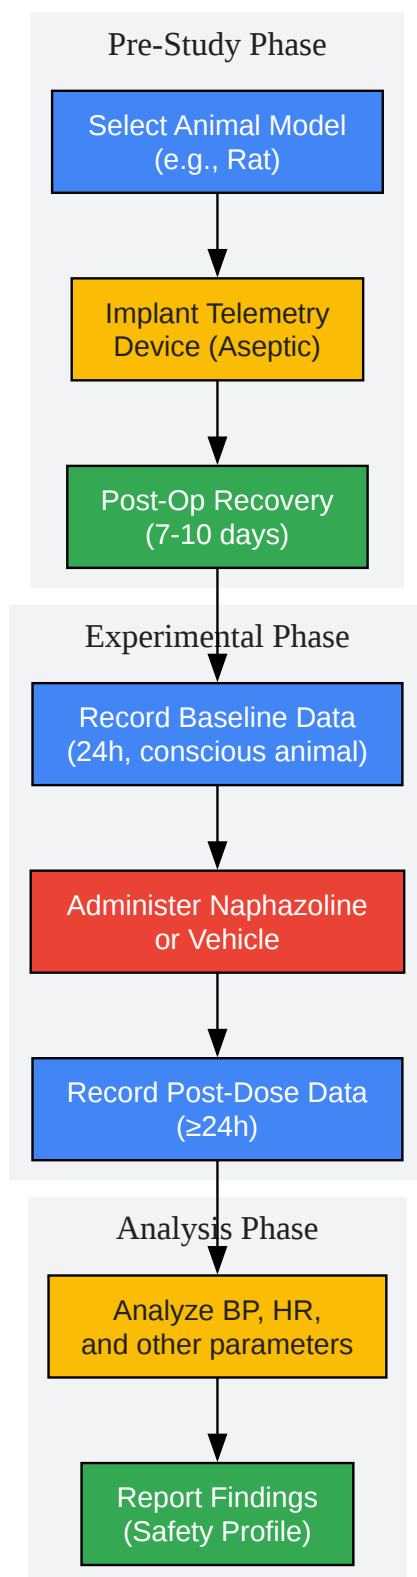 Pre-Study Phase
Select Animal Model
(e.g., Rat)
Implant Telemetry
Device (Aseptic)
Post-Op Recovery
(7-10 days)
Experimental Phase
Record Baseline Data
(24h, conscious animal)
Administer Naphazoline
or Vehicle
Record Post-Dose Data
(≥24h)
Analysis Phase
Analyze BP, HR,
and other parameters
Report Findings
(Safety Profile)